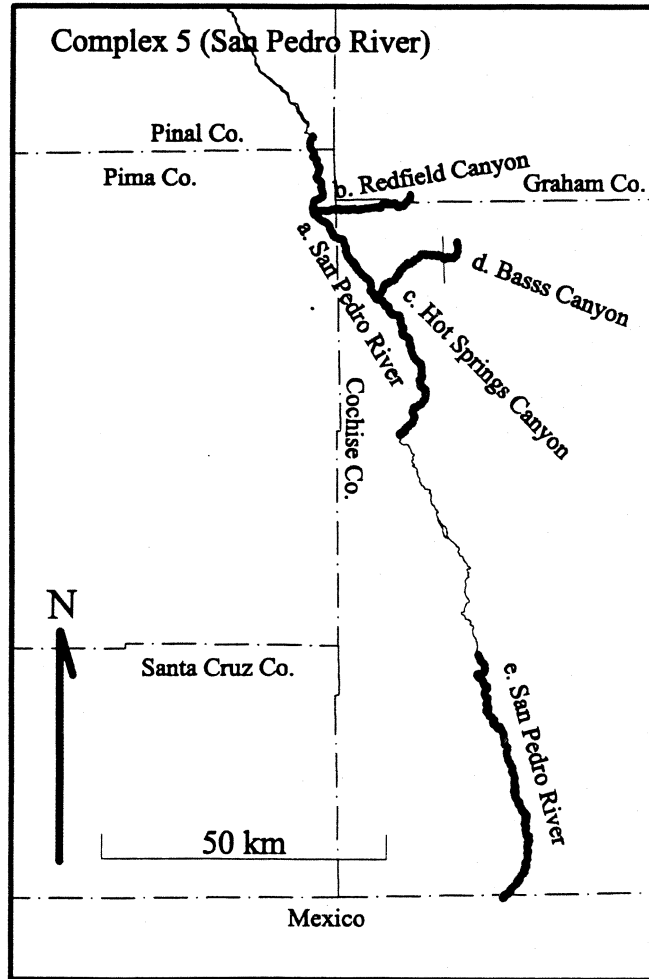 Complex 5 (San Pedro River)
Pinal Co.
Pima Co.
b. Redfield Canyon
Graham Co.
a. San Pedro River
d. Basss Canyon
c. Hot Springs Canyon
Cochise Co.
N
Santa Cruz Co.
e. San Pedro River
50 km
Mexico